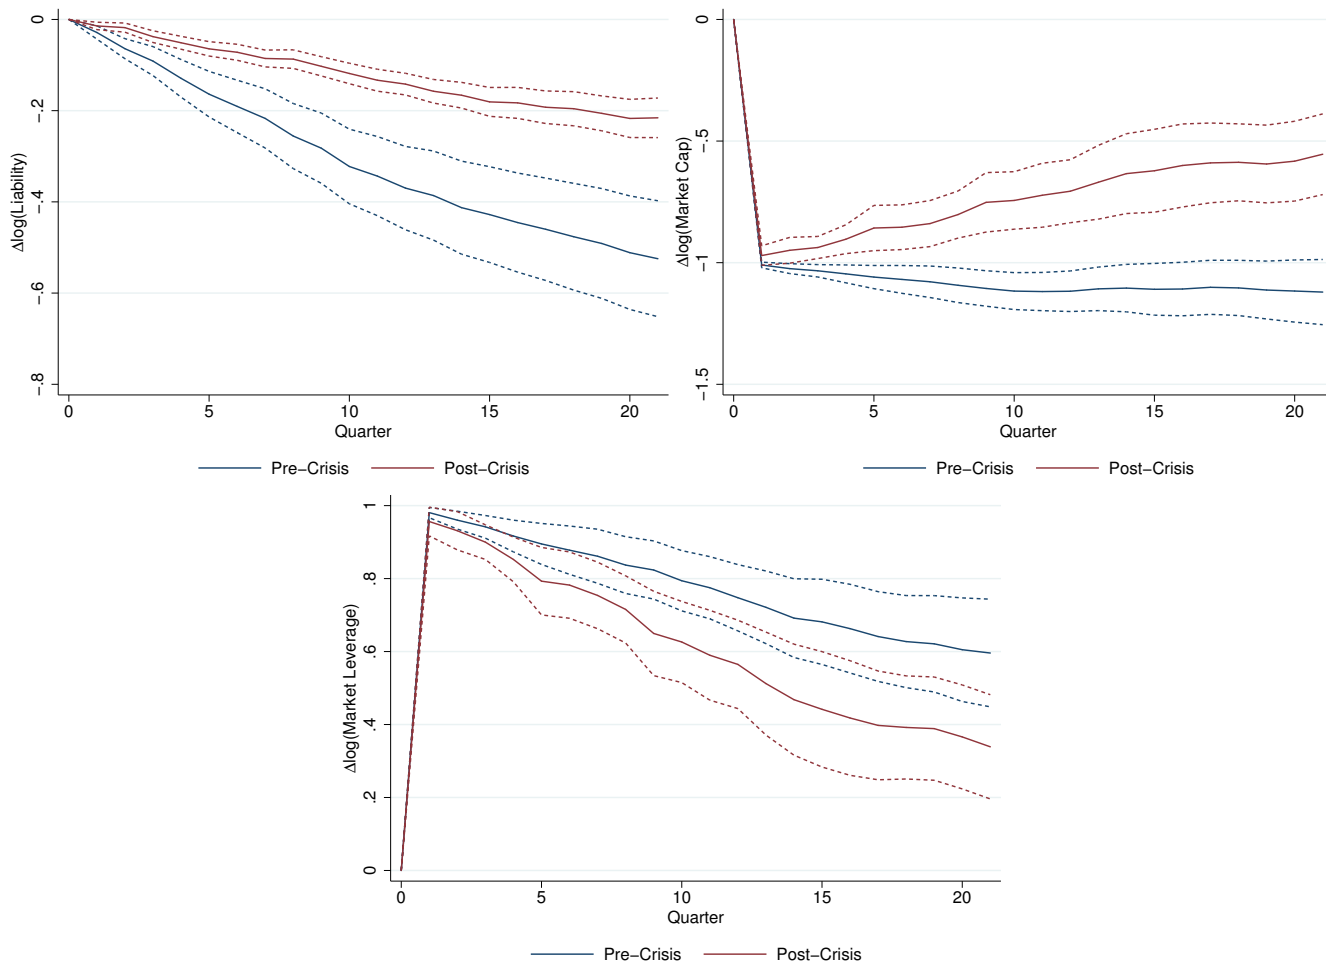 Δlog(Liability)
0
−.2
−.4
−.6
−.8
0 5 10 15 20
Quarter
Pre−Crisis Post−Crisis
Δlog(Market Cap)
0
−.5
−1
−1.5
0 5 10 15 20
Quarter
Pre−Crisis Post−Crisis
Δlog(Market Leverage)
1
.8
.6
.4
.2
0
0 5 10 15 20
Quarter
Pre−Crisis Post−Crisis